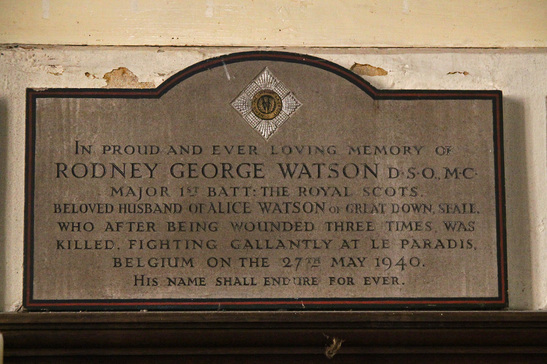 IN PROUD AND EVER LOVING MEMORY OF
RODNEY GEORGE WATSON D·S·O., M·C·
MAJOR 1ST BATT: THE ROYAL SCOTS.
BELOVED HUSBAND OF ALICE WATSON OF GREAT DOWN, SEALE,
WHO AFTER BEING WOUNDED THREE TIMES, WAS
KILLED, FIGHTING GALLANTLY AT LE PARADIS,
BELGIUM ON THE 27TH MAY 1940.
HIS NAME SHALL ENDURE FOR EVER.